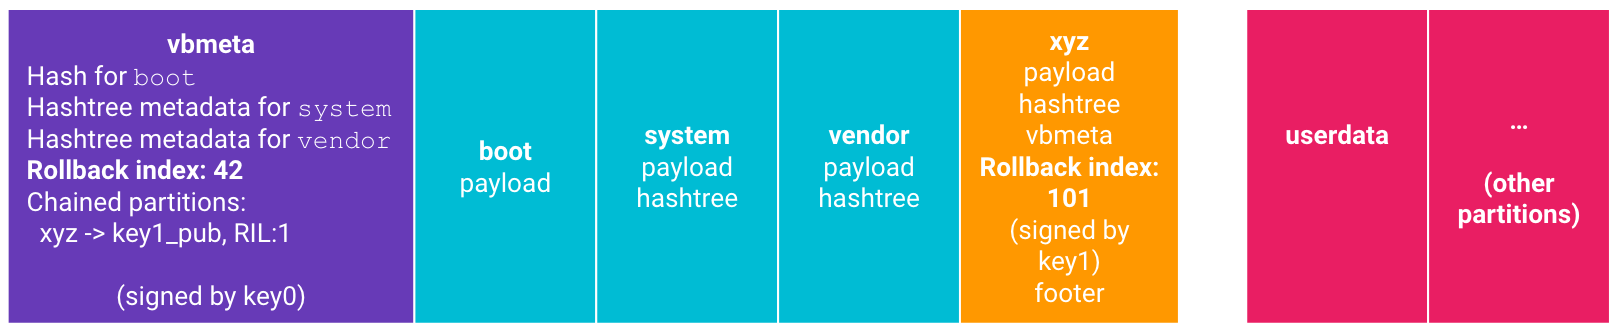 vbmeta
Hash for boot
Hashtree metadata for system
Hashtree metadata for vendor
Rollback index: 42
Chained partitions:
xyz -> key1_pub, RIL:1
(signed by key0)
boot
payload
system
payload
hashtree
vendor
payload
hashtree
xyz
payload
hashtree
vbmeta
Rollback index:
101
(signed by
key1)
footer
userdata
...
(other
partitions)